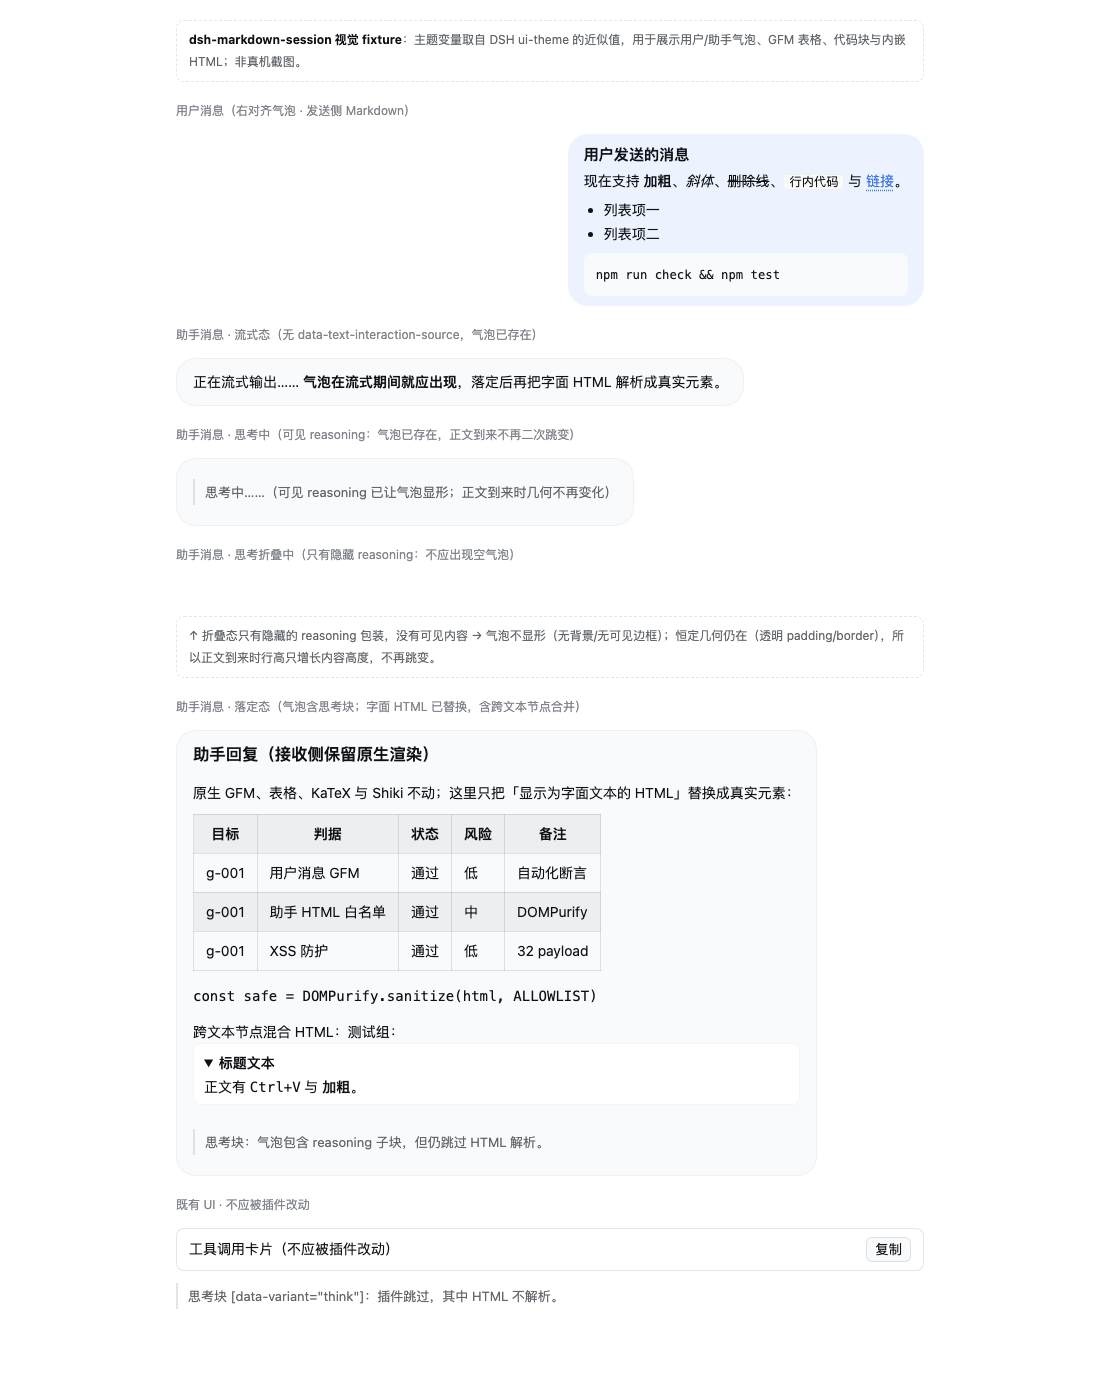 dsh-markdown-session 视觉 fixture：主题变量取自 DSH ui-theme 的近似值，用于展示用户/助手气泡、GFM 表格、代码块与内嵌
HTML；非真机截图。
用户消息（右对齐气泡 · 发送侧 Markdown）
用户发送的消息
现在支持 加粗、斜体、删除线、 行内代码 与 链接。
• 列表项一
• 列表项二
npm run check && npm test
助手消息 · 流式态（无 data-text-interaction-source，气泡已存在）
正在流式输出…… 气泡在流式期间就应出现，落定后再把字面 HTML 解析成真实元素。
助手消息 · 思考中（可见 reasoning：气泡已存在，正文到来不再二次跳变）
思考中……（可见 reasoning 已让气泡显形；正文到来时几何不再变化）
助手消息 · 思考折叠中（只有隐藏 reasoning：不应出现空气泡）
↑ 折叠态只有隐藏的 reasoning 包装，没有可见内容 → 气泡不显形（无背景/无可见边框）；恒定几何仍在（透明 padding/border），所
以正文到来时行高只增长内容高度，不再跳变。
助手消息 · 落定态（气泡含思考块；字面 HTML 已替换，含跨文本节点合并）
助手回复（接收侧保留原生渲染）
原生 GFM、表格、KaTeX 与 Shiki 不动；这里只把「显示为字面文本的 HTML」替换成真实元素：
目标 判据 状态 风险 备注
g-001 用户消息 GFM 通过 低 自动化断言
g-001 助手 HTML 白名单 通过 中 DOMPurify
g-001 XSS 防护 通过 低 32 payload
const safe = DOMPurify.sanitize(html, ALLOWLIST)
跨文本节点混合 HTML：测试组：
▼ 标题文本
正文有 Ctrl+V 与 加粗。
思考块：气泡包含 reasoning 子块，但仍跳过 HTML 解析。
既有 UI · 不应被插件改动
工具调用卡片（不应被插件改动） 复制
思考块 [data-variant="think"]：插件跳过，其中 HTML 不解析。